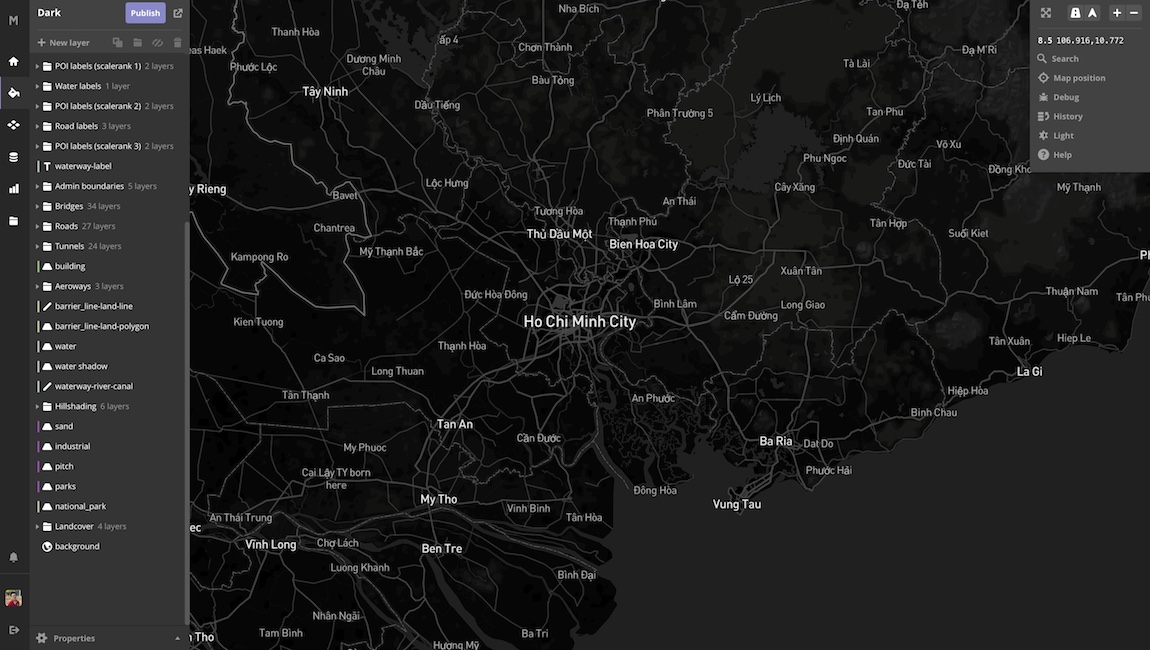 M
Dark
Publish
New layer
POI labels (scalerank 1) 2 layers
Water labels 1 layer
POI labels (scalerank 2) 2 layers
Road labels 3 layers
POI labels (scalerank 3) 2 layers
waterway-label
Admin boundaries 5 layers
Bridges 34 layers
Roads 27 layers
Tunnels 24 layers
building
Aeroways 3 layers
barrier_line-land-line
barrier_line-land-polygon
water
water shadow
waterway-river-canal
Hillshading 6 layers
sand
industrial
pitch
parks
national_park
Landcover 4 layers
background
Properties
8.5 106.916,10.772
Search
Map position
Debug
History
Light
Help
Nha Bích
Đạ Tẻh
Thanh Hòa
ấp 4
Chơn Thành
eas Haek
Dương Minh
Châu
Đạ M'Ri
Phước Lộc
Tà Lài
Bàu Tồng
Tây Ninh
Lý Lịch
Dầu Tiếng
Phân Trường 5
Tan Phu
Định Quán
Võ Xu
Phu Ngoc
Đức Tài
Đồng Kho
Lộc Hưng
y Rieng
Cây Xăng
Mỹ Thạnh
Bavet
An Thái
Tương Hòa
Thạnh Phú
Tân Hợp
Chantrea
Thủ Dầu Một
Suối Kiet
Bien Hoa City
Mỹ Thạnh Bắc
Kampong Ro
Xuân Tân
Lộ 25
Đức Hòa Đông
Thuận Nam
Tân Phu
Bình Lâm
Long Giao
Cẩm Đường
Ho Chi Minh City
Kien Tuong
Tân Xuân
Hiep Le
Thạnh Hòa
Ca Sao
Long Thuan
La Gi
Tân Thạnh
Hiệp Hòa
An Phước
Binh Chau
Tan An
Cần Đước
Ba Ria
Dat Do
My Phuoc
Phước Hải
Cai Lậy TY born
here
Đông Hòa
My Tho
Vung Tau
Vinh Binh
An Thái Trung
Tân Hòa
ec
Vĩnh Long
Chợ Lách
Ben Tre
Luong Khanh
Bình Đại
Nhân Ngãi
Tam Bình
Ba Tri
n Tho
Hương Mỹ